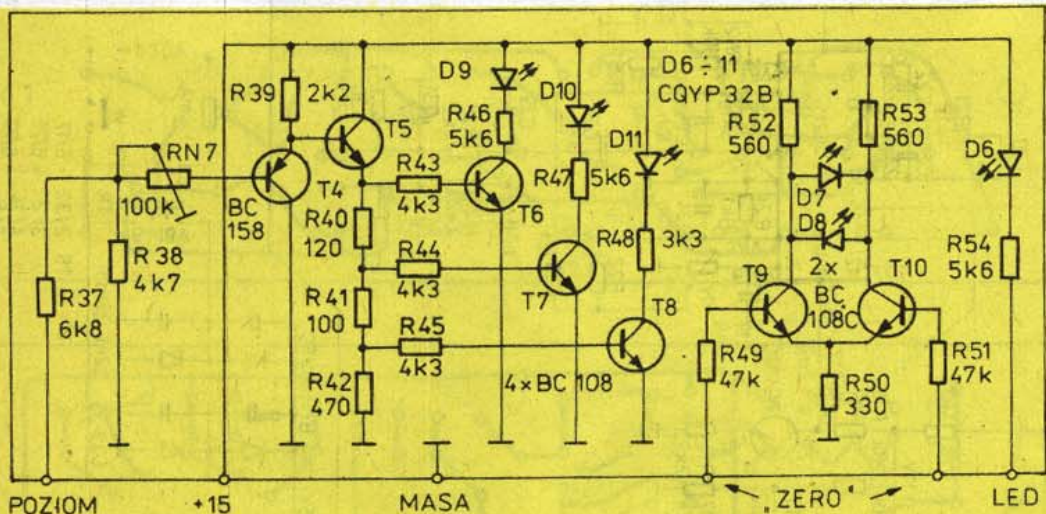 R39
2k2
RN7
100k
BC
158
T4
T5
R38
4k7
R37
6k8
R40
120
R41
100
R42
470
R43
4k3
R44
4k3
R45
4k3
D9
R46
5k6
T6
D10
R47
5k6
T7
D11
R48
3k3
T8
4×BC 108
D6÷11
CQYP32B
R52
560
R53
560
D7
D8
2×
BC
108C
T9
T10
R49
47k
R50
330
R51
47k
D6
R54
5k6
POZIOM
+15
MASA
ZERO
LED